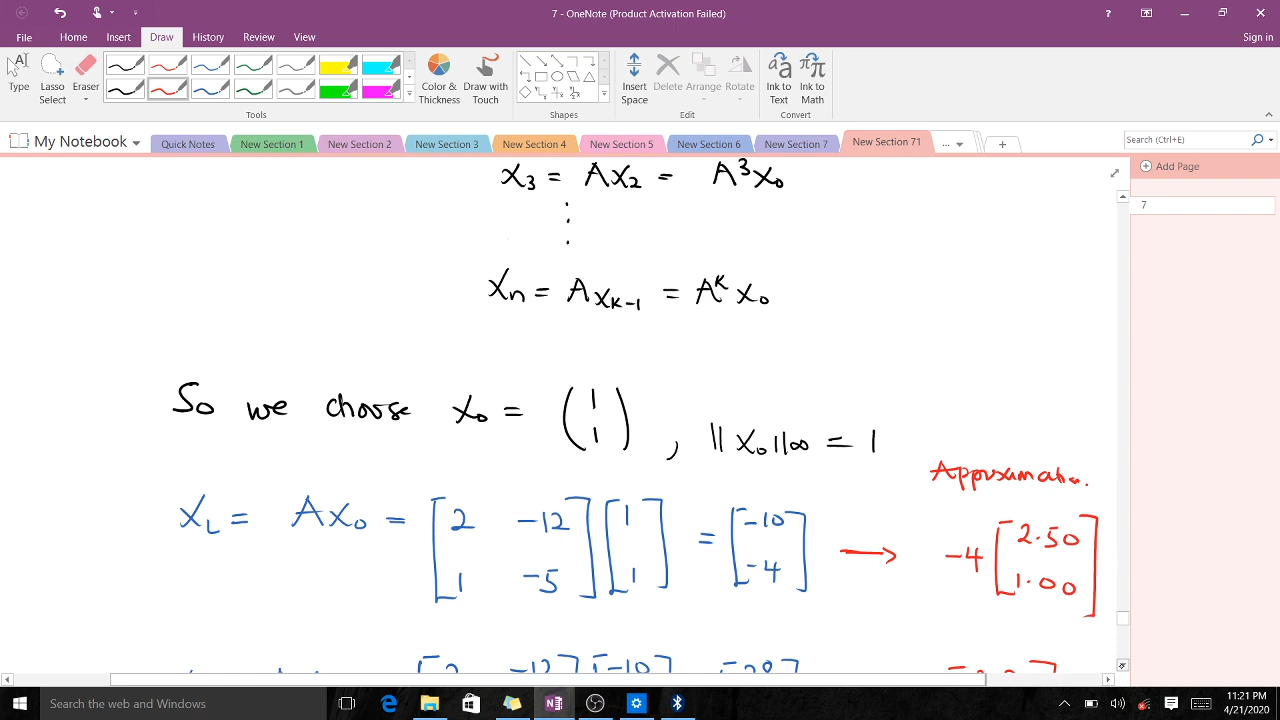 7 - OneNote (Product Activation Failed)
File Home Insert Draw History Review View Sign in
Type Lasso Select Eraser Color & Thickness Draw with Touch Insert Space Delete Arrange Rotate Ink to Text Ink to Math
Tools Shapes Edit Convert
My Notebook Quick Notes New Section 1 New Section 2 New Section 3 New Section 4 New Section 5 New Section 6 New Section 7 New Section 71 ... Search (Ctrl+E)
Add Page
7
x₃ = Ax₂ = A³x₀
⋮
xₙ = Axₖ₋₁ = Aᵏx₀
So we choose x₀ = (1 1), ||x₀||∞ = 1
Approximation.
x₁ = Ax₀ = [2 -12; 1 -5] [1; 1] = [-10; -4] → -4 [2.50; 1.00]
Search the web and Windows
11:21 PM
4/21/2020